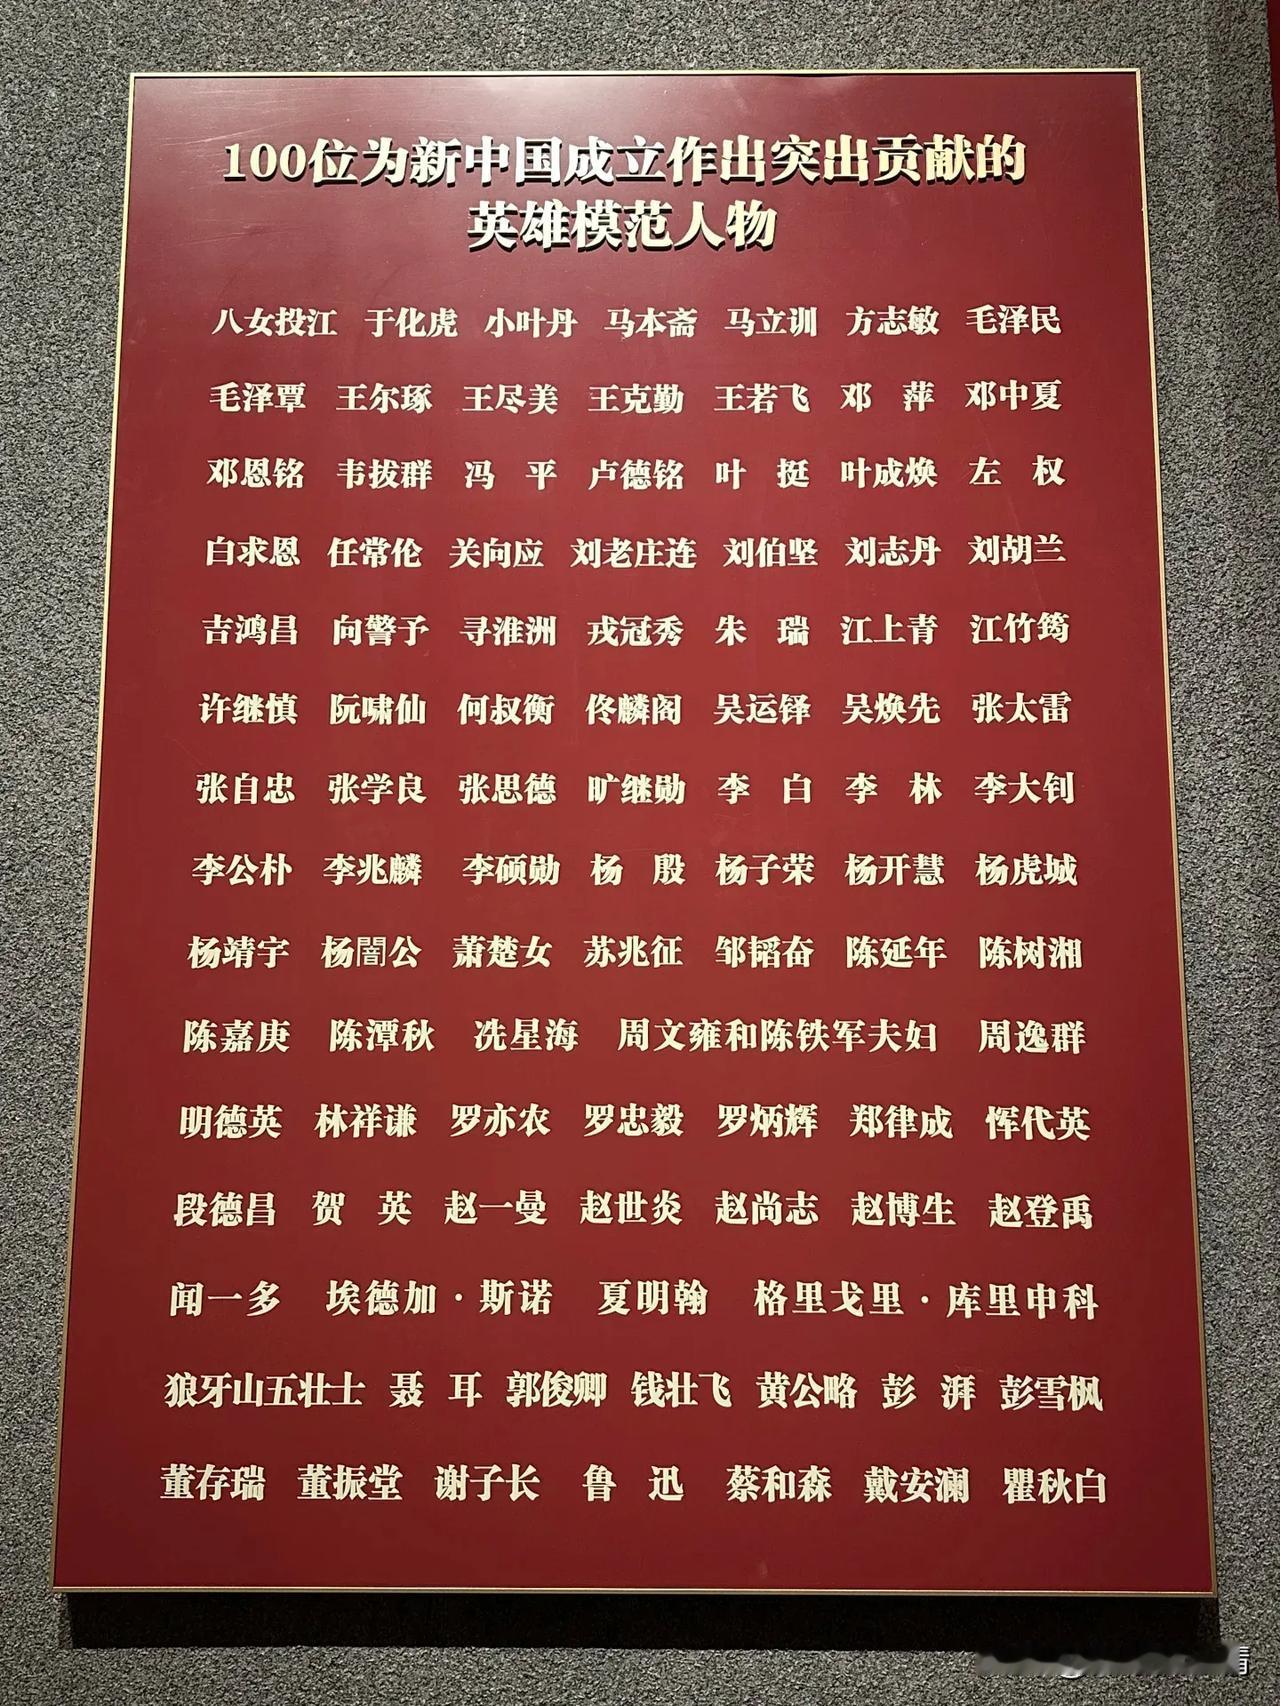 100位为新中国成立作出突出贡献的
英雄模范人物
八女投江 于化虎 小叶丹 马本斋 马立训 方志敏 毛泽民
毛泽覃 王尔琢 王尽美 王克勤 王若飞 邓 萍 邓中夏
邓恩铭 韦拔群 冯 平 卢德铭 叶 挺 叶成焕 左 权
白求恩 任常伦 关向应 刘老庄连 刘伯坚 刘志丹 刘胡兰
吉鸿昌 向警予 寻淮洲 戎冠秀 朱 瑞 江上青 江竹筠
许继慎 阮啸仙 何叔衡 佟麟阁 吴运铎 吴焕先 张太雷
张自忠 张学良 张思德 旷继勋 李 白 李 林 李大钊
李公朴 李兆麟 李硕勋 杨 殷 杨子荣 杨开慧 杨虎城
杨靖宇 杨闇公 萧楚女 苏兆征 邹韬奋 陈延年 陈树湘
陈嘉庚 陈潭秋 冼星海 周文雍和陈铁军夫妇 周逸群
明德英 林祥谦 罗亦农 罗忠毅 罗炳辉 郑律成 恽代英
段德昌 贺 英 赵一曼 赵世炎 赵尚志 赵博生 赵登禹
闻一多 埃德加·斯诺 夏明翰 格里戈里·库里申科
狼牙山五壮士 聂 耳 郭俊卿 钱壮飞 黄公略 彭 湃 彭雪枫
董存瑞 董振堂 谢子长 鲁 迅 蔡和森 戴安澜 瞿秋白